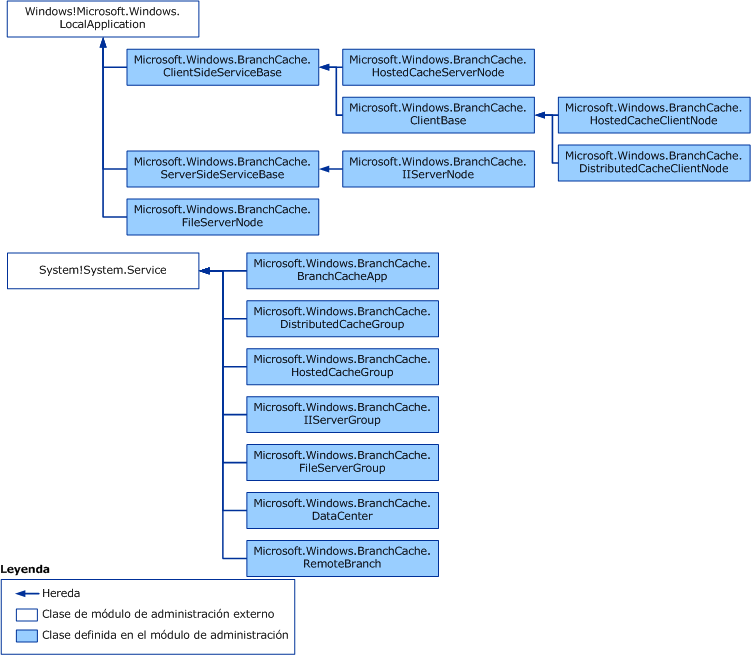 Windows!Microsoft.Windows.
LocalApplication
Microsoft.Windows.BranchCache.
ClientSideServiceBase
Microsoft.Windows.BranchCache.
HostedCacheServerNode
Microsoft.Windows.BranchCache.
ClientBase
Microsoft.Windows.BranchCache.
HostedCacheClientNode
Microsoft.Windows.BranchCache.
DistributedCacheClientNode
Microsoft.Windows.BranchCache.
ServerSideServiceBase
Microsoft.Windows.BranchCache.
IIServerNode
Microsoft.Windows.BranchCache.
FileServerNode
System!System.Service
Microsoft.Windows.BranchCache.
BranchCacheApp
Microsoft.Windows.BranchCache.
DistributedCacheGroup
Microsoft.Windows.BranchCache.
HostedCacheGroup
Microsoft.Windows.BranchCache.
IIServerGroup
Microsoft.Windows.BranchCache.
FileServerGroup
Microsoft.Windows.BranchCache.
DataCenter
Microsoft.Windows.BranchCache.
RemoteBranch
Leyenda
Hereda
Clase de módulo de administración externo
Clase definida en el módulo de administración